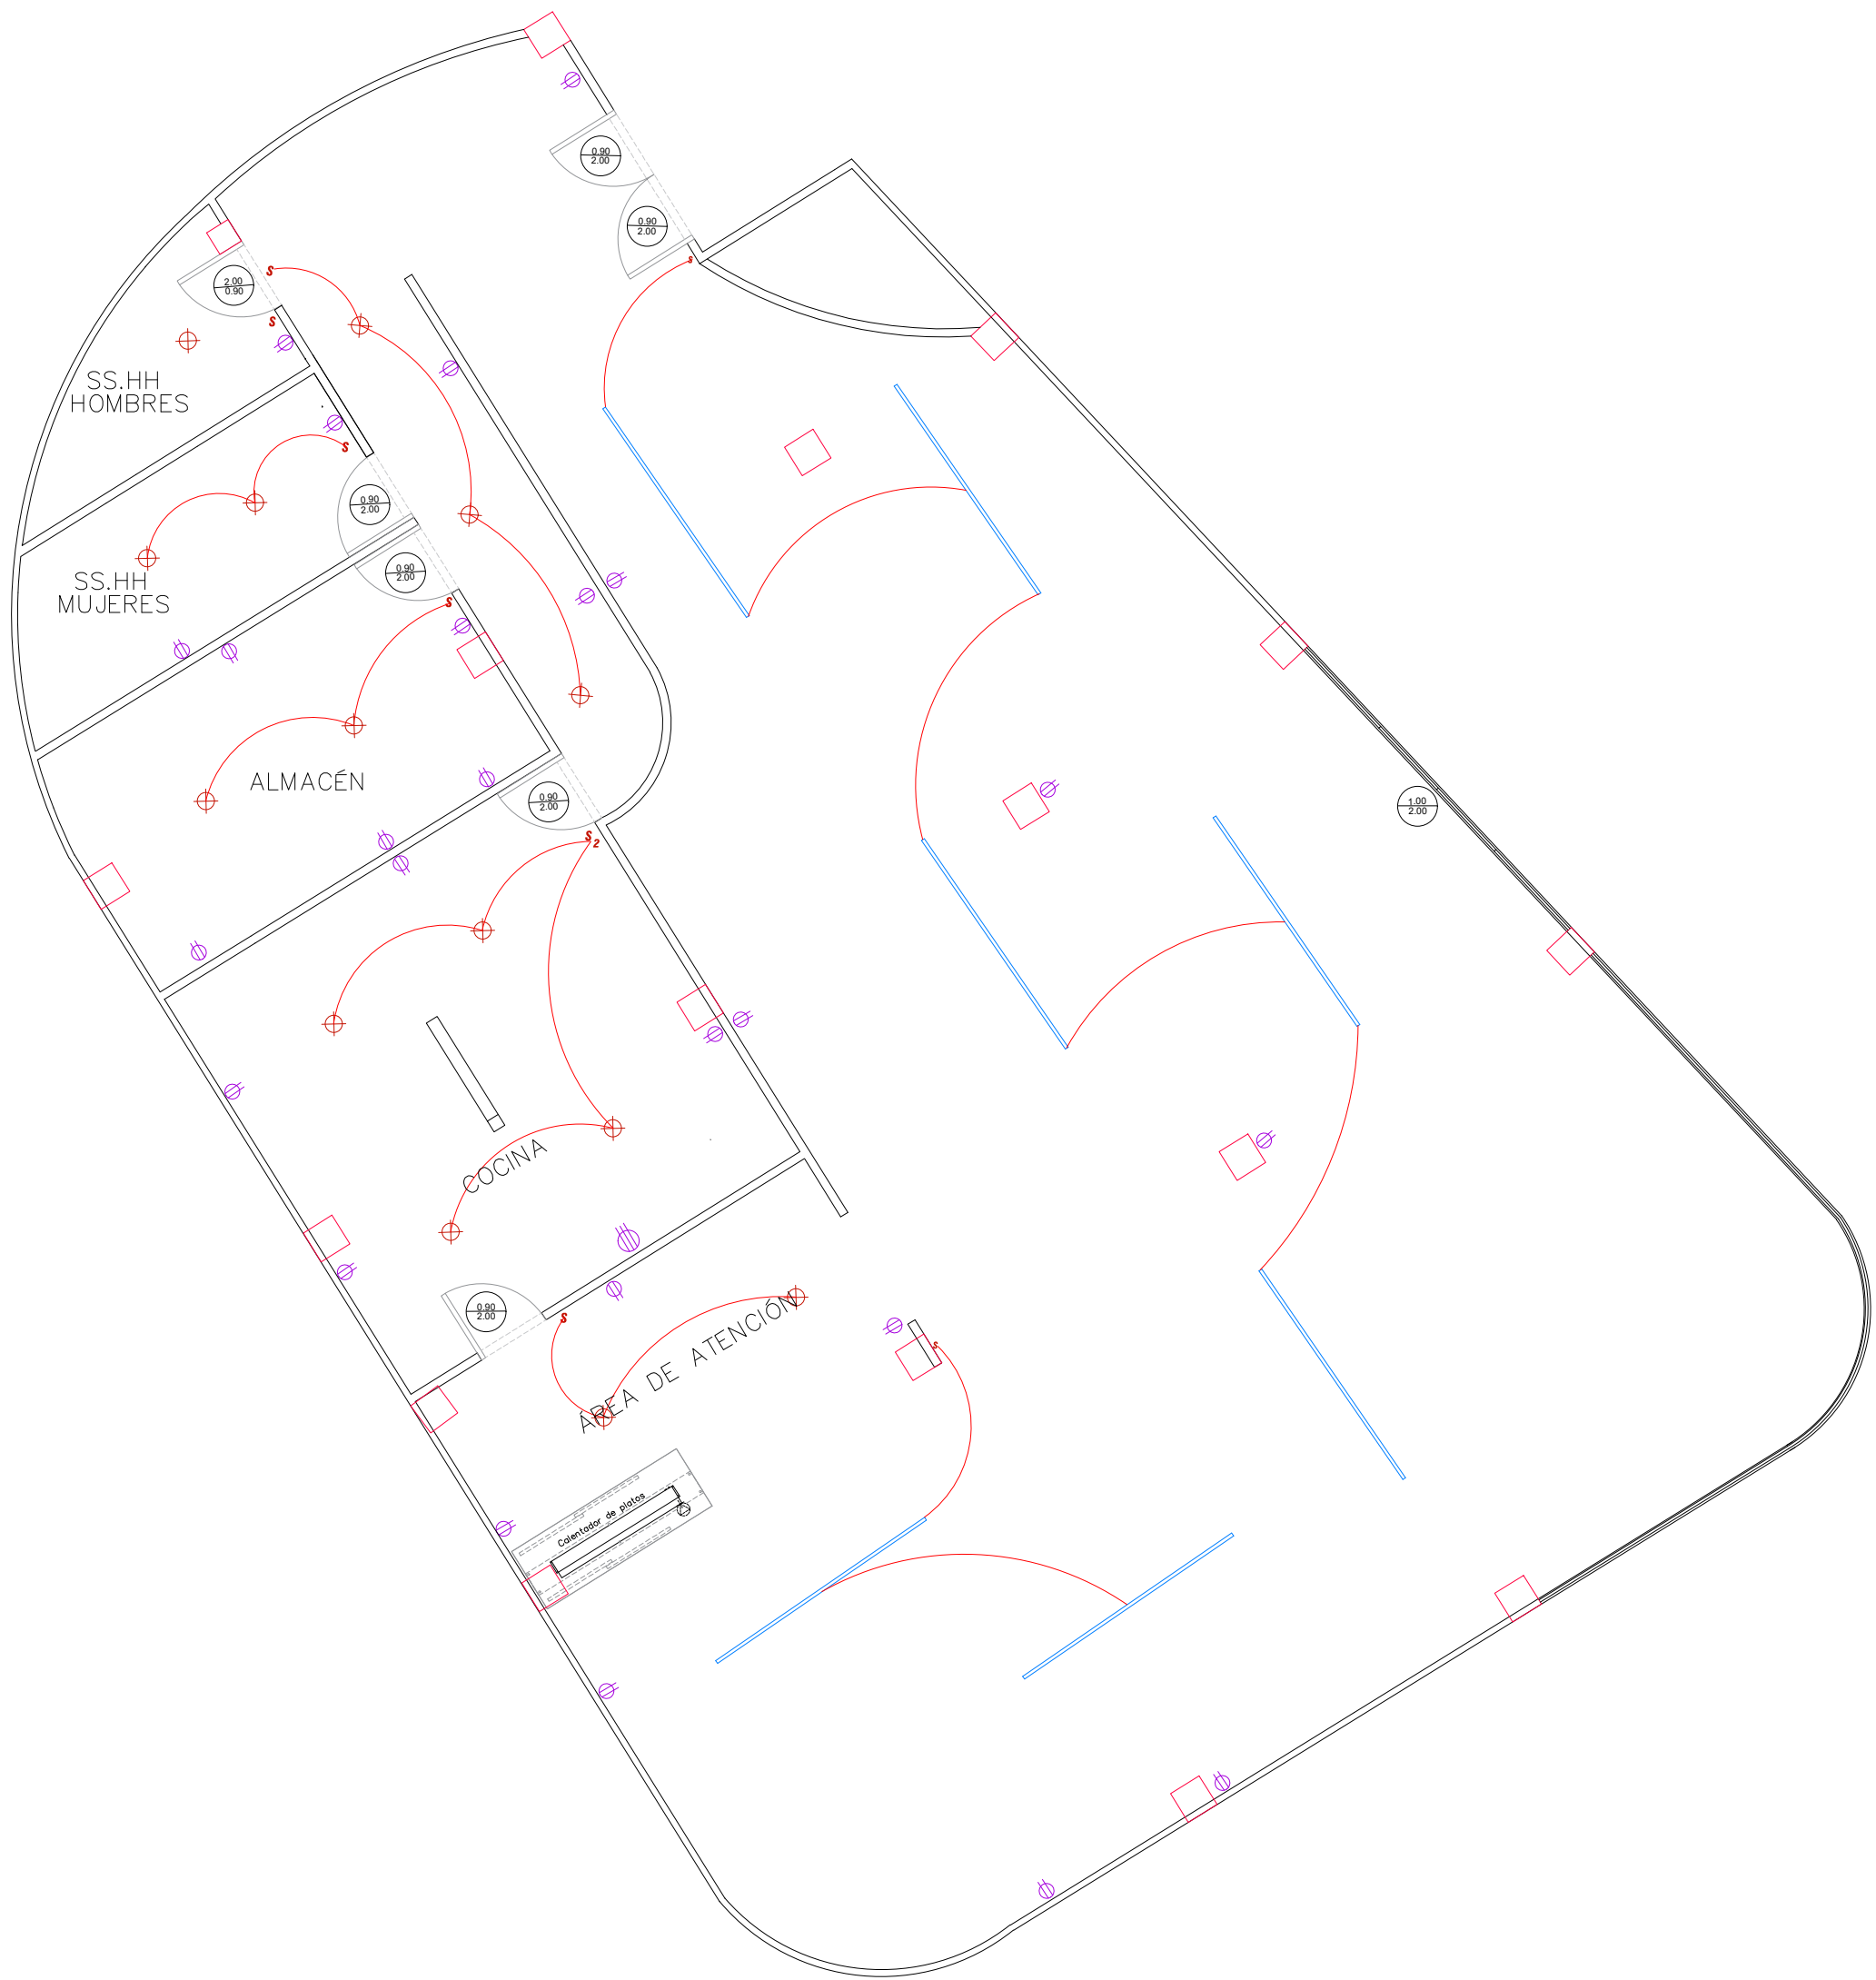 0.90
2.00
0.90
2.00
S
S
2.00
0.90
S
SS.HH
HOMBRES
S
0.90
2.00
0.90
2.00
SS.HH
MUJERES
S
ALMACÉN
0.90
2.00
1.00
2.00
S
2
COCINA
0.90
2.00
S
ÁREA DE ATENCIÓN
S
Calentador de platos